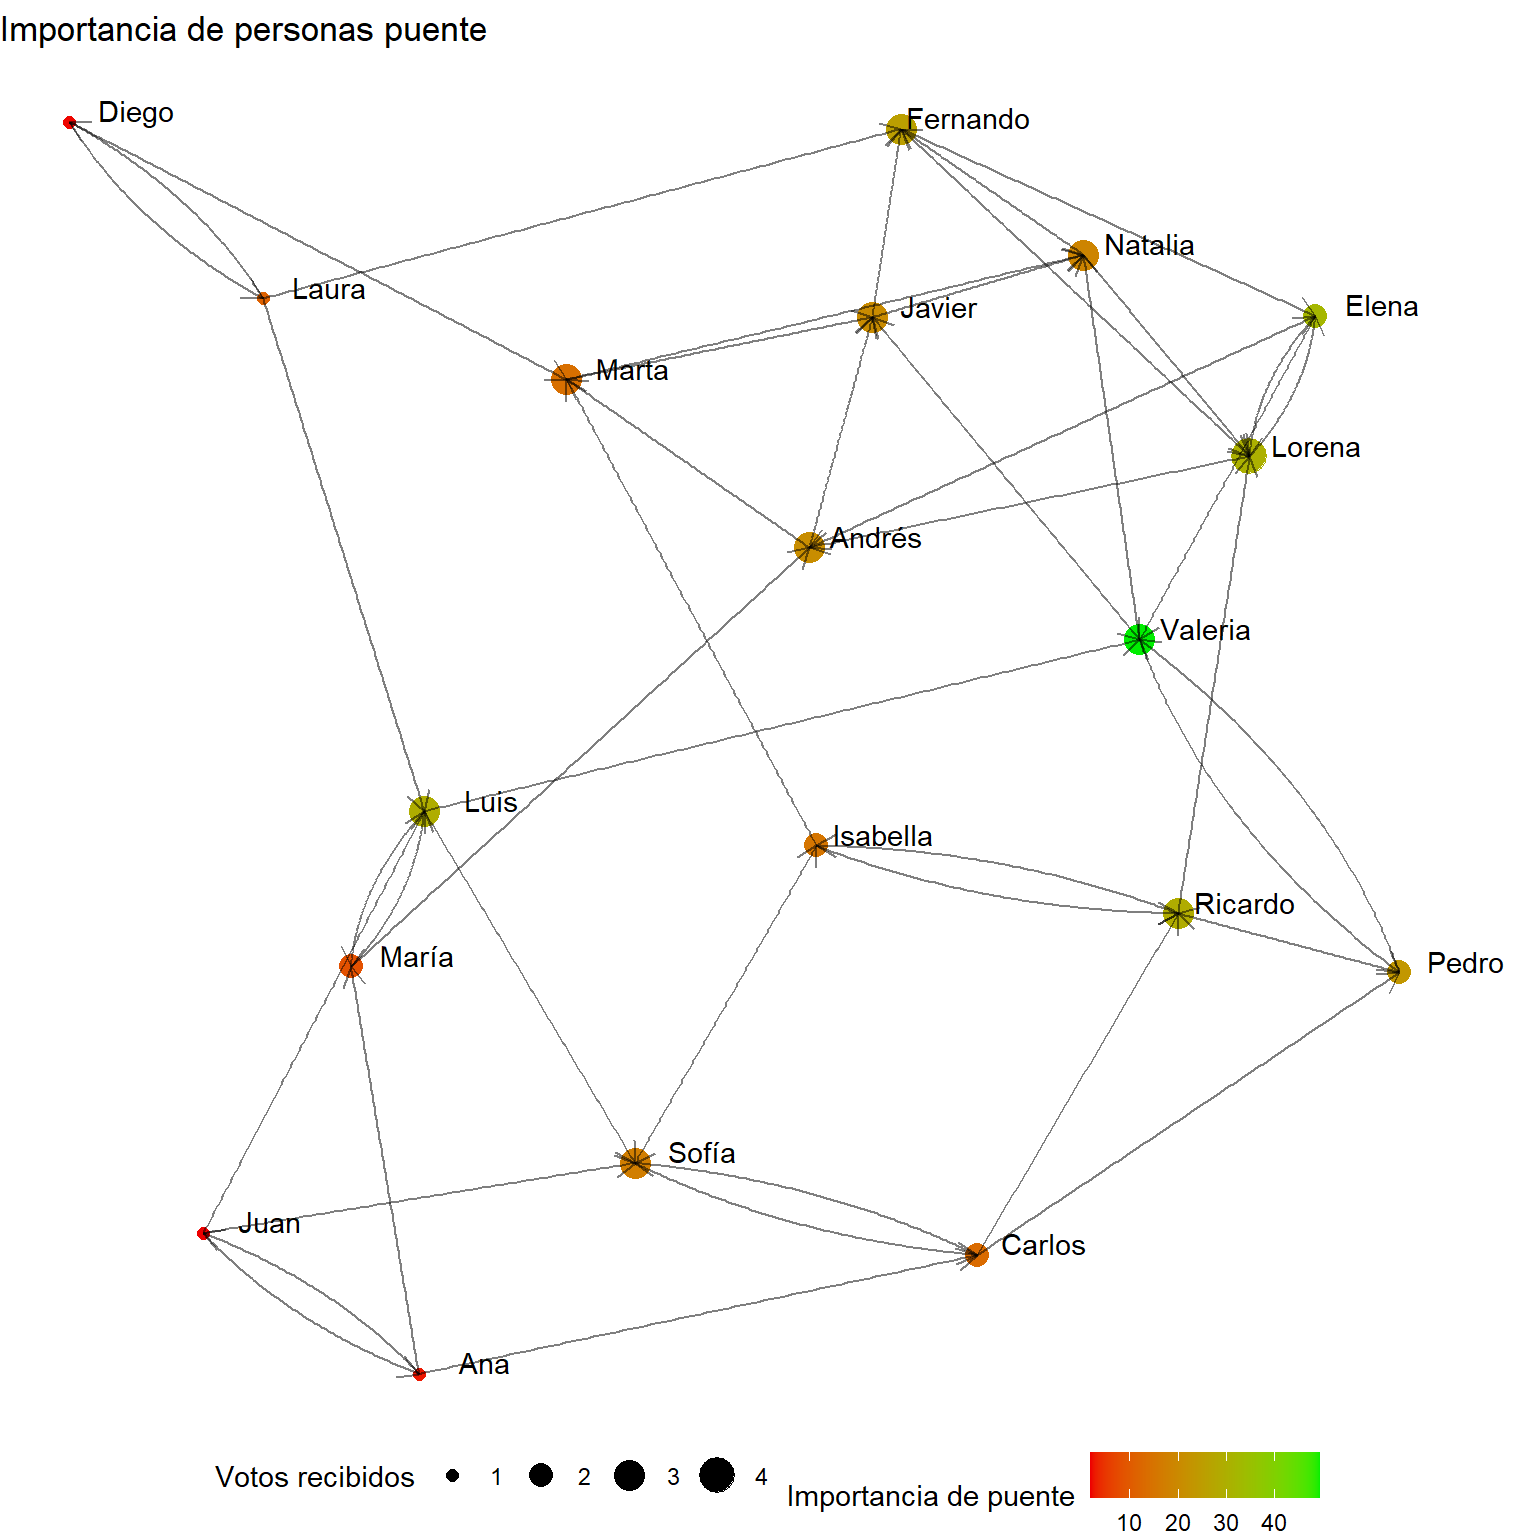 Importancia de personas puente
Diego
Fernando
Natalia
Laura
Javier
Elena
Marta
Lorena
Andrés
Valeria
Luis
Isabella
Ricardo
María
Pedro
Sofía
Juan
Carlos
Ana
Votos recibidos 1 2 3 4
Importancia de puente
10 20 30 40